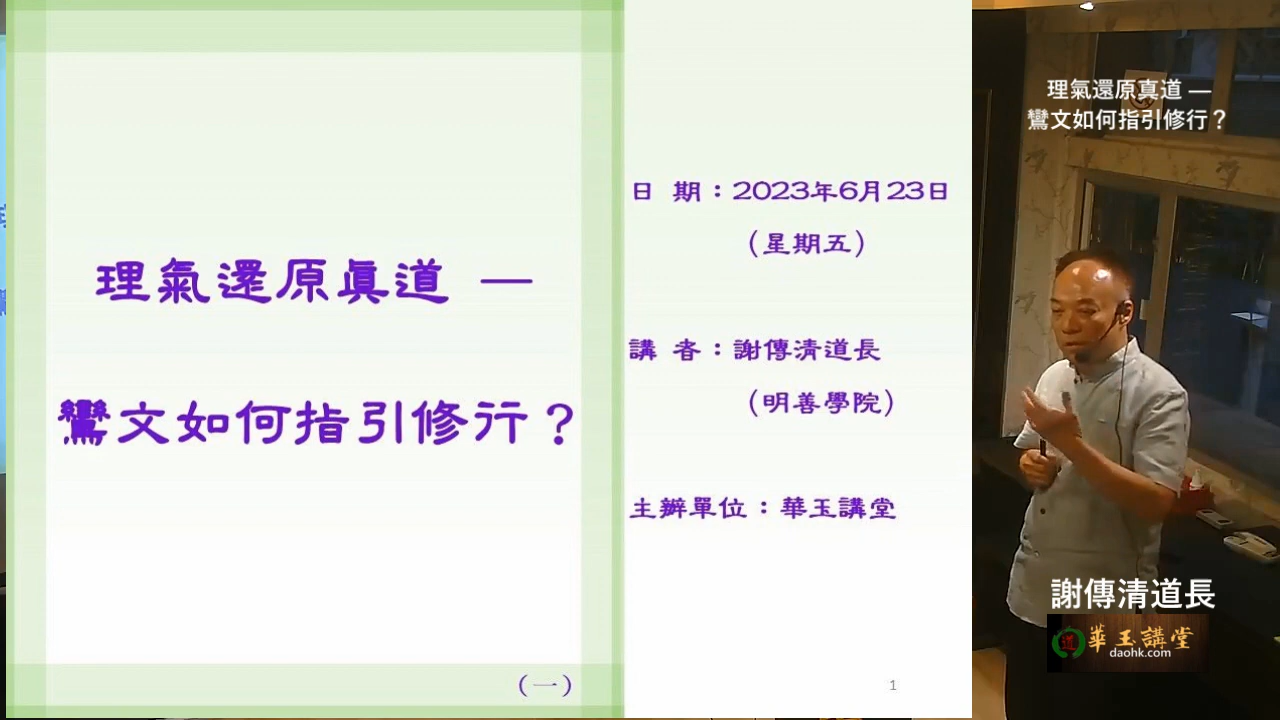 理氣還原真道 —
鸞文如何指引修行？
（一）
日 期：2023年6月23日
（星期五）
講 者：謝傳清道長
（明善學院）
主辦單位：華玉講堂
1
理氣還原真道 —
鸞文如何指引修行？
謝傳清道長
道 華玉講堂
daohk.com